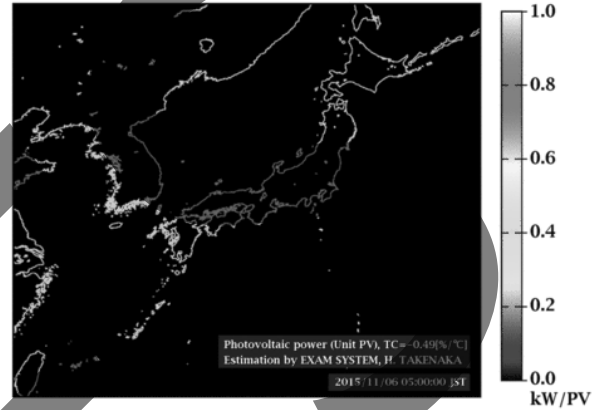 1.0
0.8
0.6
0.4
0.2
0.0
kW/PV
Photovoltaic power (Unit PV), TC=-0.49[%/℃]
Estimation by EXAM SYSTEM, H. TAKENAKA
2015/11/06 05:00:00 JST